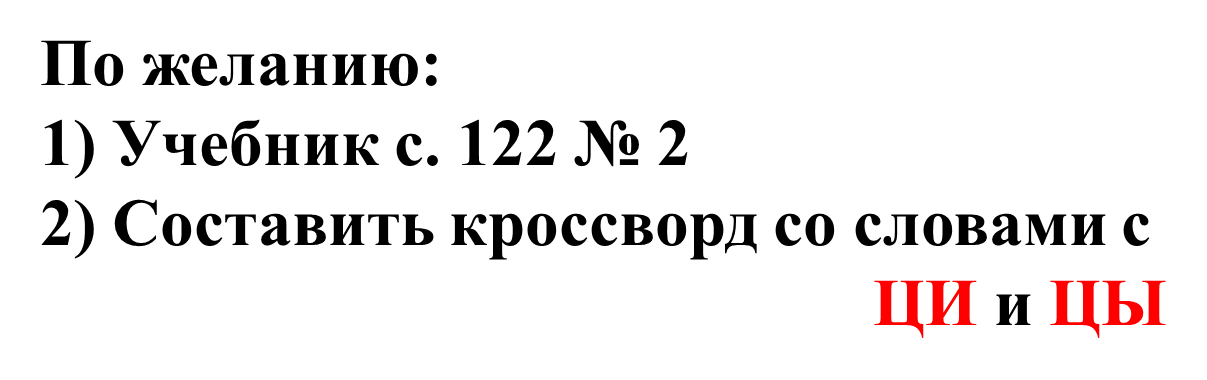 По желанию:
1) Учебник с. 122 № 2
2) Составить кроссворд со словами с
ЦИ и ЦЫ